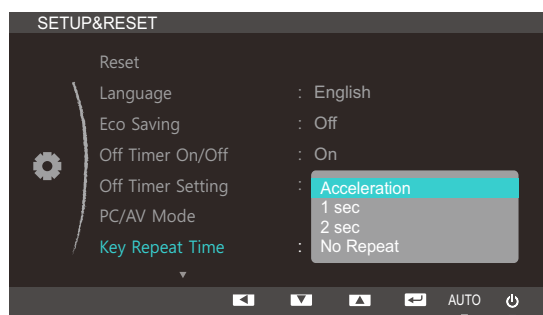 SETUP&RESET
Reset
Language : English
Eco Saving : Off
Off Timer On/Off : On
Off Timer Setting :
Acceleration
1 sec
PC/AV Mode
2 sec
Key Repeat Time : No Repeat
AUTO